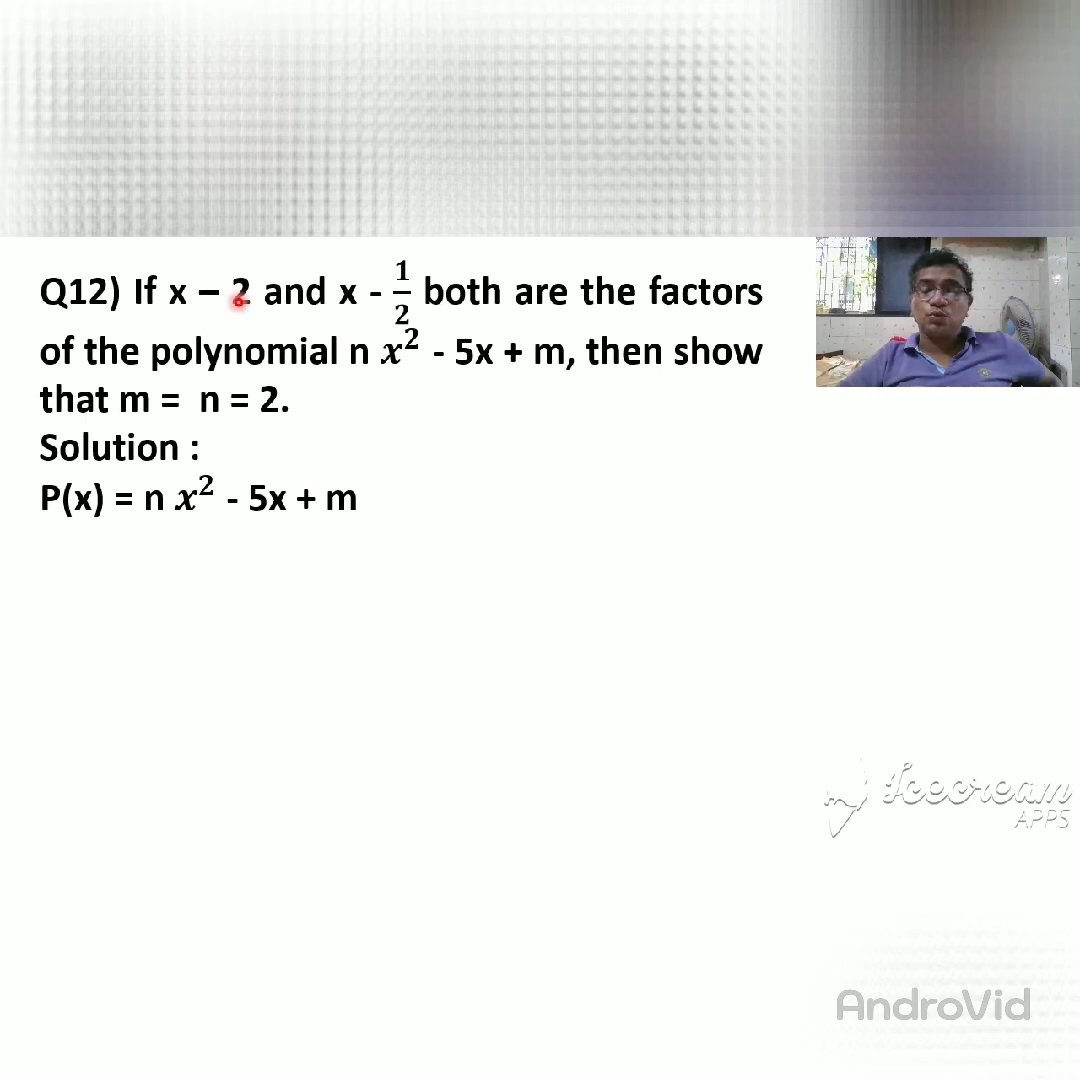 Q12) If x – 2 and x - 1/2 both are the factors
of the polynomial n x² - 5x + m, then show
that m = n = 2.
Solution :
P(x) = n x² - 5x + m
Icecream
APPS
AndroVid